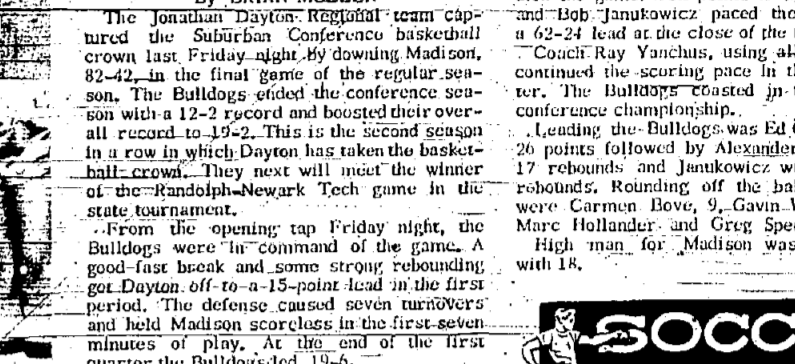 The Jonathan Dayton Regional team cap-
tured the Suburban Conference basketball
crown last Friday night by downing Madison,
82-42, in the final game of the regular sea-
son. The Bulldogs ended the conference sea-
son with a 12-2 record and boosted their over-
all record to 19-2. This is the second season
in a row in which Dayton has taken the basket-
ball crown. They next will meet the winner
of the Randolph-Newark Tech game in the
state tournament.
From the opening tap Friday night, the
Bulldogs were in command of the game. A
good fast break and some strong rebounding
got Dayton off to a 15-point lead in the first
period. The defense caused seven turnovers
and held Madison scoreless in the first seven
minutes of play. At the end of the first
quarter the Bulldogs led, 19-6.
and Bob Janukowicz paced the
a 62-24 lead at the close of the
Coach Ray Yanchus, using al
continued the scoring pace in t
ter. The Bulldogs coasted in
conference championship.
Leading the Bulldogs was Ed
26 points followed by Alexander
17 rebounds and Janukowicz w
rebounds. Rounding off the ba
were Carmen Bove, 9, Gavin
Marc Hollander and Greg Spe
High man for Madison was
with 18.
SOCC